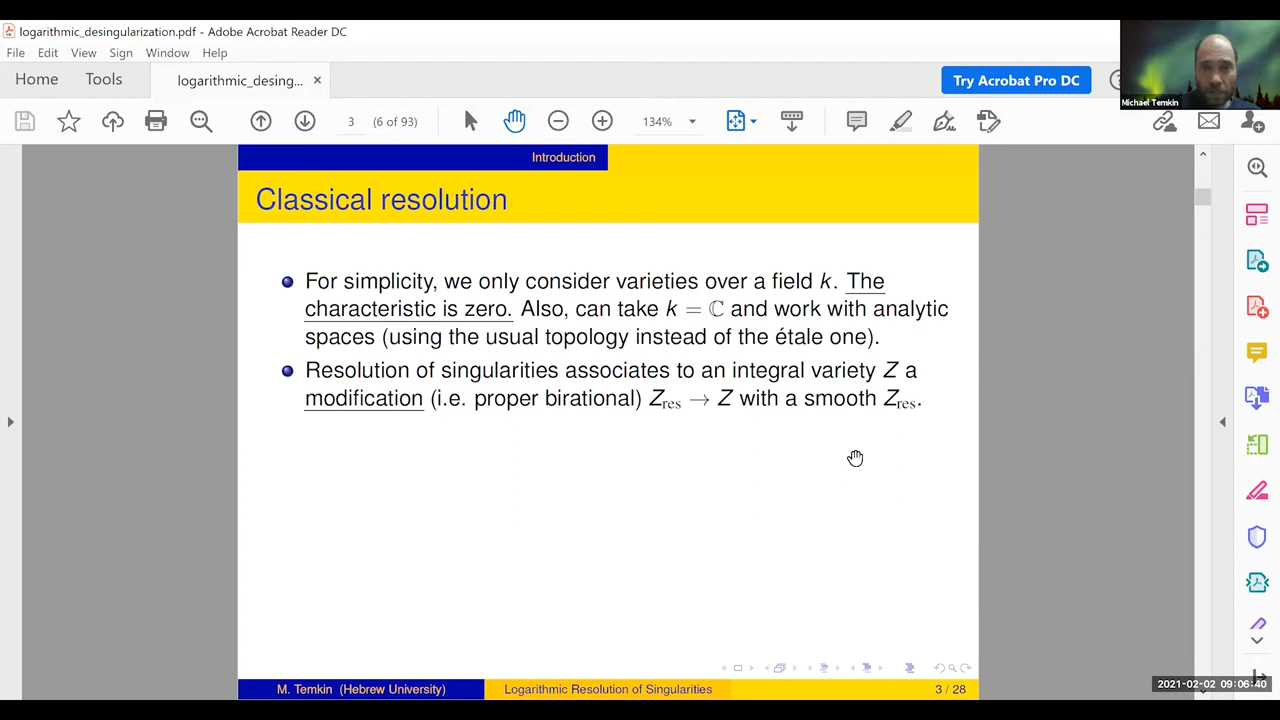 logarithmic_desingularization.pdf - Adobe Acrobat Reader DC
File Edit View Sign Window Help
Home Tools logarithmic_desing... × Try Acrobat Pro DC
3 (6 of 93) 134%
Michael Temkin
Introduction
Classical resolution
For simplicity, we only consider varieties over a field k. The
characteristic is zero. Also, can take k = ℂ and work with analytic
spaces (using the usual topology instead of the étale one).
Resolution of singularities associates to an integral variety Z a
modification (i.e. proper birational) Z_res → Z with a smooth Z_res.
M. Temkin (Hebrew University) Logarithmic Resolution of Singularities 3 / 28
2021-02-02 09:06:40